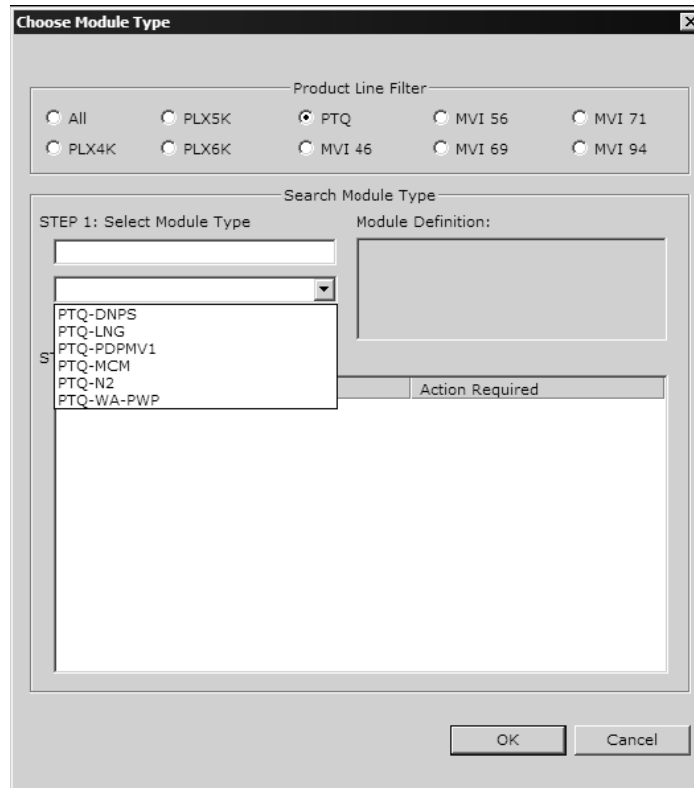 Choose Module Type
Product Line Filter
All PLX5K PTQ MVI 56 MVI 71
PLX4K PLX6K MVI 46 MVI 69 MVI 94
Search Module Type
STEP 1: Select Module Type Module Definition:
PTQ-DNPS
PTQ-LNG
PTQ-PDPMV1
PTQ-MCM
PTQ-N2
PTQ-WA-PWP
Action Required
OK Cancel